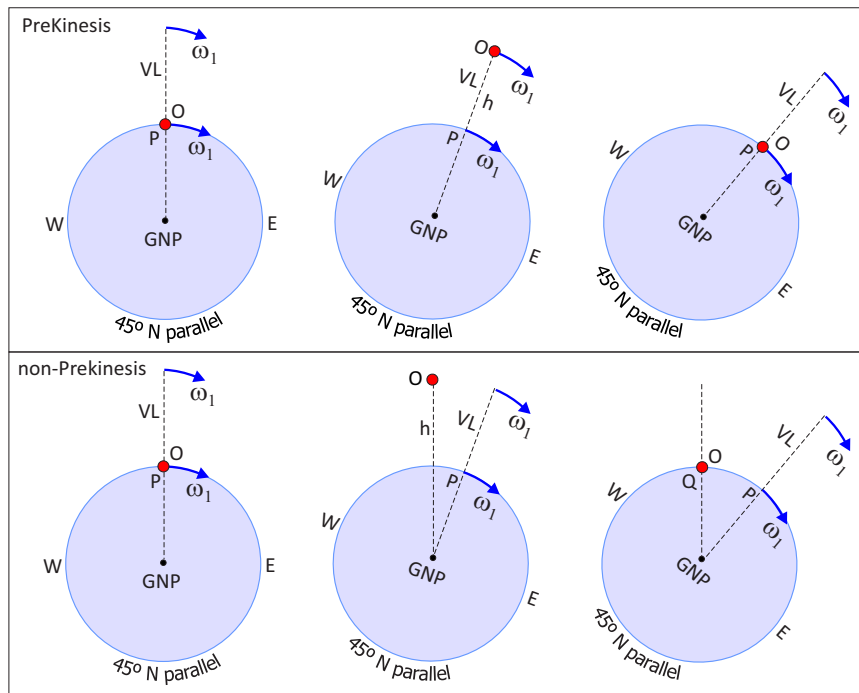 PreKinesis
ω1
VL
O
P
ω1
W
E
GNP
45º N parallel
O
ω1
VL
h
P
ω1
W
GNP
E
45º N parallel
VL
ω1
O
P
ω1
W
GNP
E
45º N parallel
non-Prekinesis
ω1
VL
O
P
ω1
W
E
GNP
45º N parallel
O
h
VL
ω1
P
ω1
W
GNP
E
45º N parallel
VL
ω1
O
Q
P
ω1
W
GNP
E
45º N parallel